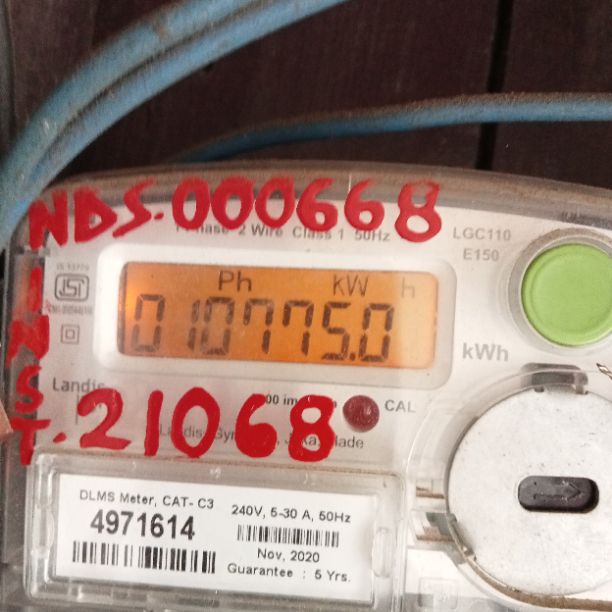 NDS.000668
2 Wire Class 1 50Hz
LGC110
E150
ISI
Ph kW h
010775.0
kWh
INST.21068
Landis
CAL
DLMS Meter, CAT- C3
4971614
240V, 5-30 A, 50Hz
Nov, 2020
Guarantee : 5 Yrs.